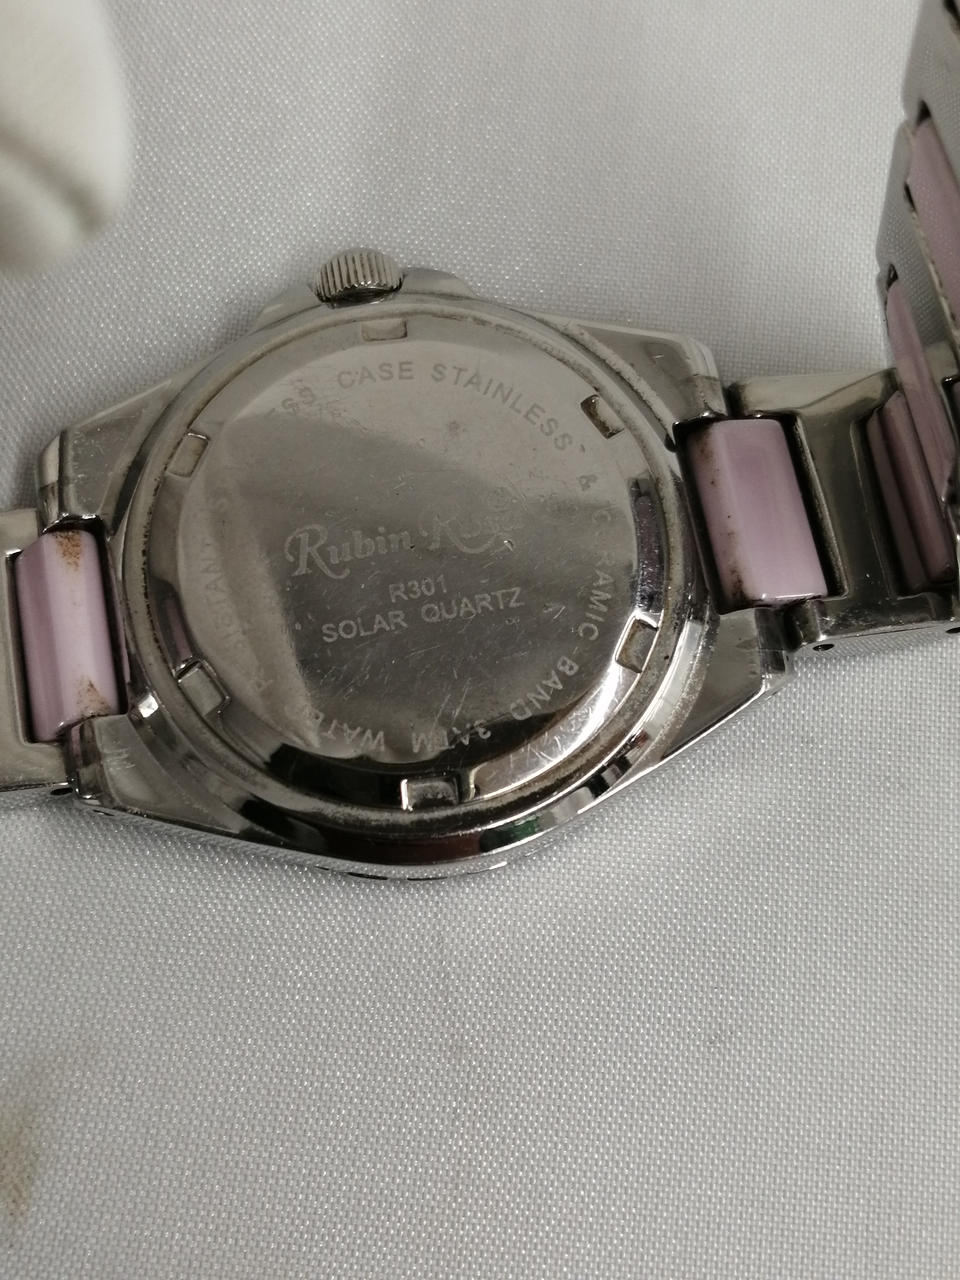 CASE STAINLESS & CERAMIC-BAND 3ATM WATER
Rubin
R301
SOLAR QUARTZ